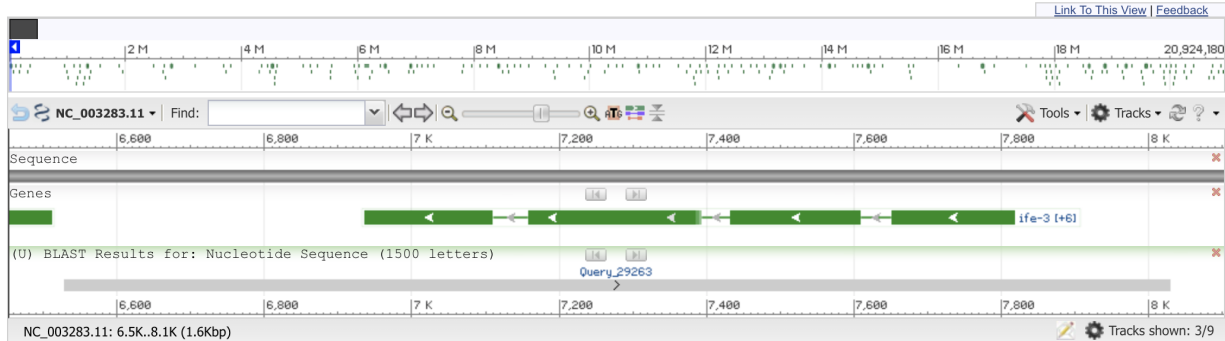 Link To This View | Feedback
2 M 4 M 6 M 8 M 10 M 12 M 14 M 16 M 18 M 20,924,180
NC_003283.11 Find: ATG Tools Tracks ?
6,600 6,800 7 K 7,200 7,400 7,600 7,800 8 K
Sequence
Genes
ife-3 [+6]
(U) BLAST Results for: Nucleotide Sequence (1500 letters)
Query_29263
6,600 6,800 7 K 7,200 7,400 7,600 7,800 8 K
NC_003283.11: 6.5K..8.1K (1.6Kbp) Tracks shown: 3/9